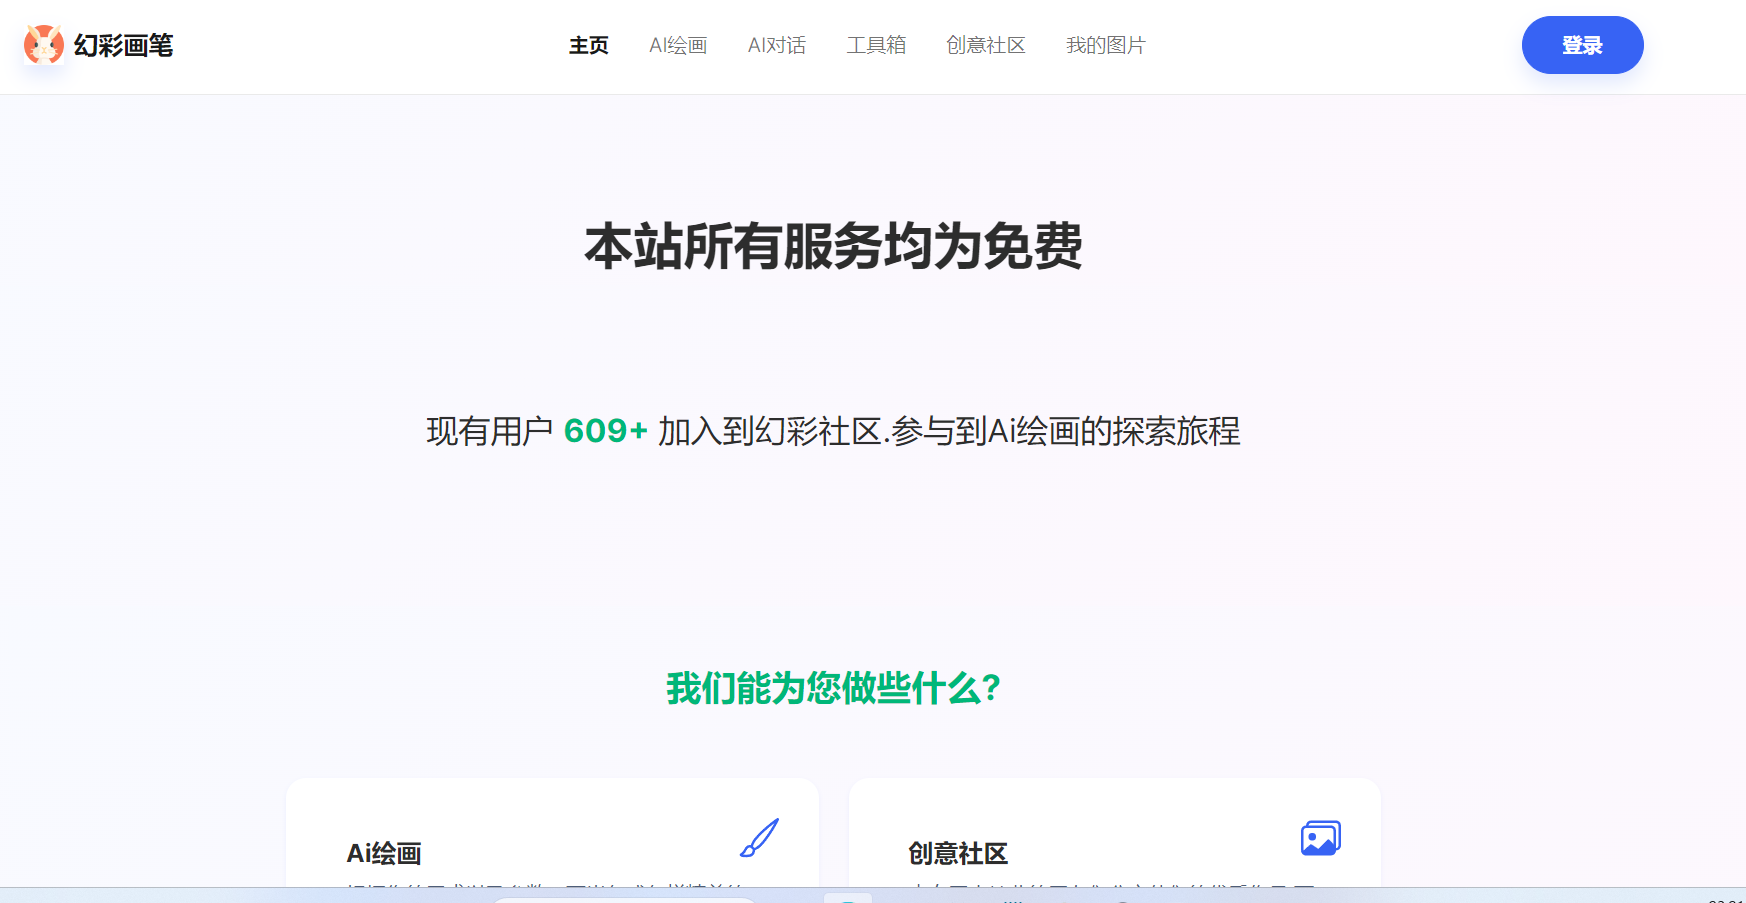 幻彩画笔
主页 AI绘画 AI对话 工具箱 创意社区 我的图片
登录
本站所有服务均为免费
现有用户 609+ 加入到幻彩社区.参与到Ai绘画的探索旅程
我们能为您做些什么?
Ai绘画
创意社区